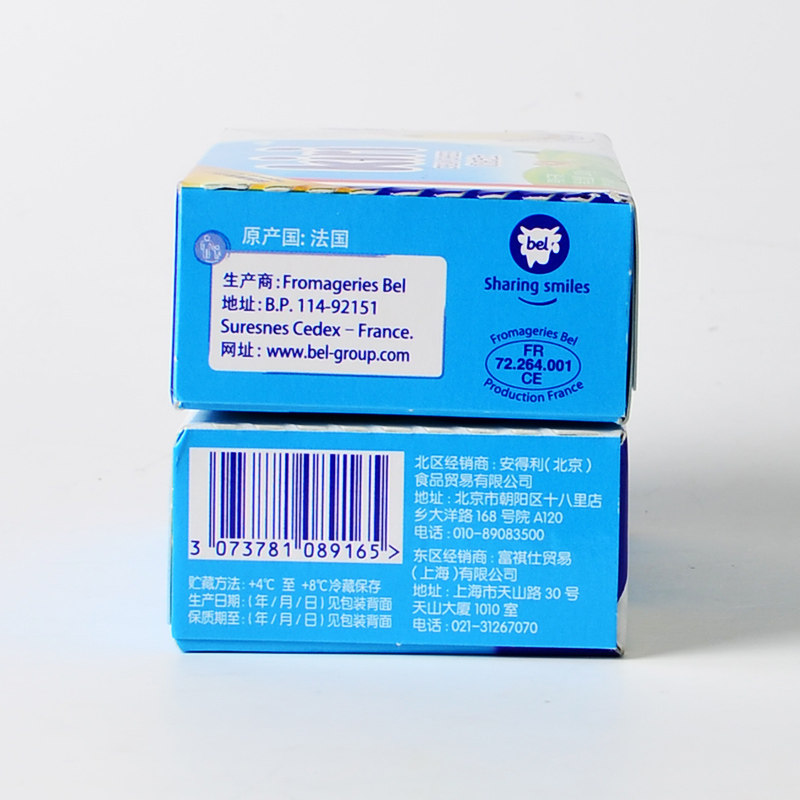 原产国: 法国
生产商: Fromageries Bel
地址: B.P. 114-92151
Suresnes Cedex – France.
网址: www.bel-group.com
bel
Sharing smiles
Fromageries Bel
FR
72.264.001
CE
Production France
3 073781 089165 >
贮藏方法: +4℃ 至 +8℃冷藏保存
生产日期: (年/月/日)见包装背面
保质期至: (年/月/日)见包装背面
北区经销商: 安得利(北京)
食品贸易有限公司
地址: 北京市朝阳区十八里店
乡大洋路 168 号院 A120
电话: 010-89083500
东区经销商: 富祺仕贸易
(上海)有限公司
地址: 上海市天山路 30 号
天山大厦 1010 室
电话: 021-31267070